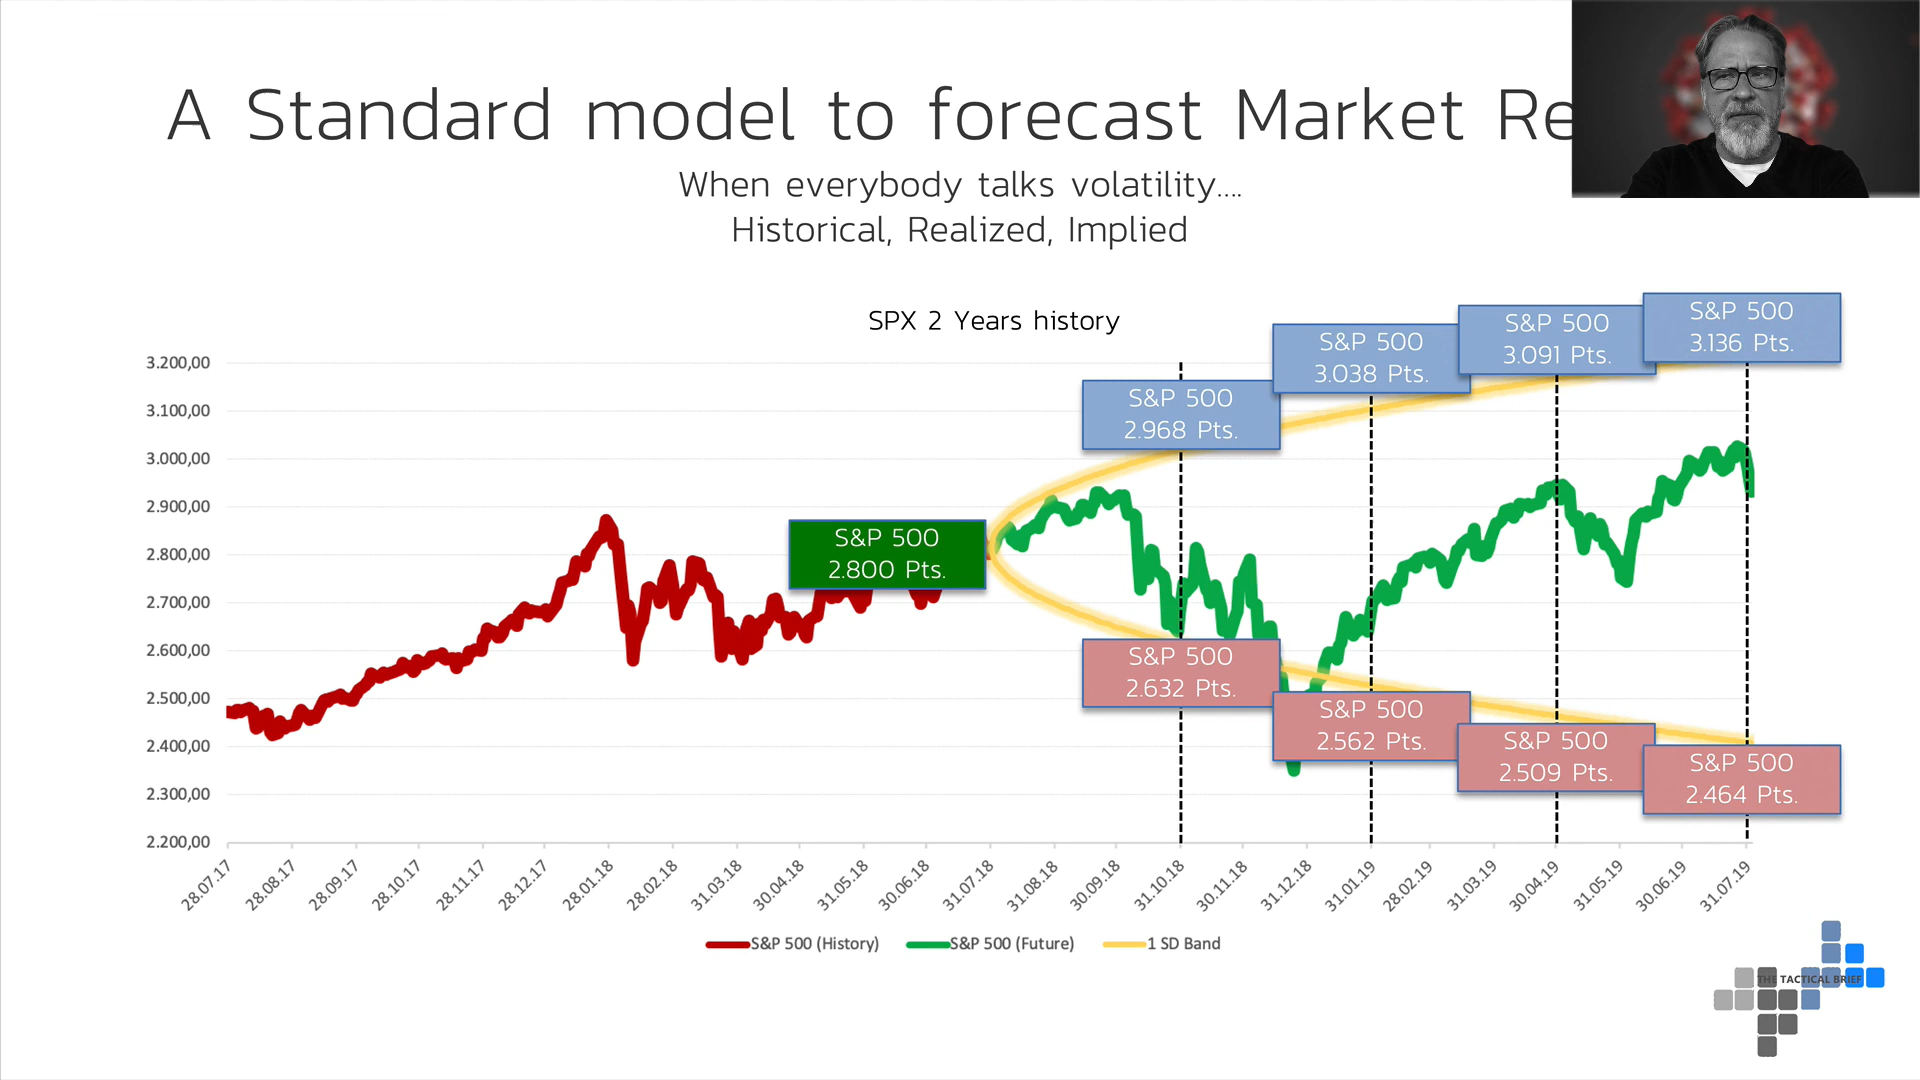 A Standard model to forecast Market Re
When everybody talks volatility....
Historical, Realized, Implied
SPX 2 Years history
S&P 500
3.136 Pts.
S&P 500
3.091 Pts.
S&P 500
3.038 Pts.
S&P 500
2.968 Pts.
S&P 500
2.800 Pts.
S&P 500
2.632 Pts.
S&P 500
2.562 Pts.
S&P 500
2.509 Pts.
S&P 500
2.464 Pts.
3.200,00
3.100,00
3.000,00
2.900,00
2.800,00
2.700,00
2.600,00
2.500,00
2.400,00
2.300,00
2.200,00
28.07.17
28.08.17
28.09.17
28.10.17
28.11.17
28.12.17
28.01.18
28.02.18
31.03.18
30.04.18
31.05.18
30.06.18
31.07.18
31.08.18
30.09.18
31.10.18
30.11.18
31.12.18
31.01.19
28.02.19
31.03.19
30.04.19
31.05.19
30.06.19
31.07.19
S&P 500 (History)
S&P 500 (Future)
1 SD Band
THE TACTICAL BRIEF